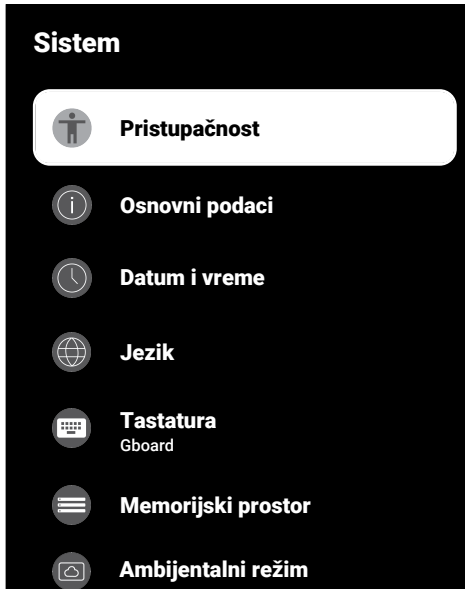 Sistem
Pristupačnost
Osnovni podaci
Datum i vreme
Jezik
Tastatura
Gboard
Memorijski prostor
Ambijentalni režim